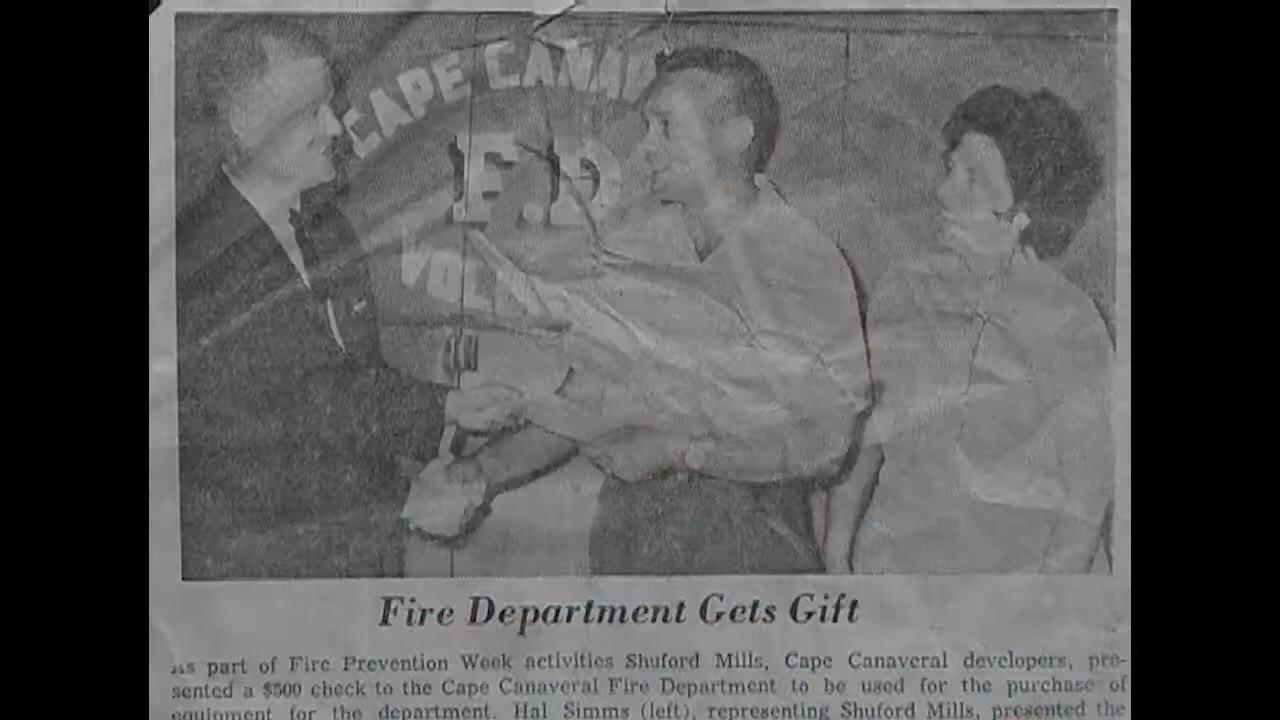 CAPE CANAV
F.D.
VOL
Fire Department Gets Gift
As part of Fire Prevention Week activities Shuford Mills, Cape Canaveral developers, pre-
sented a $500 check to the Cape Canaveral Fire Department to be used for the purchase of
equipment for the department. Hal Simms (left), representing Shuford Mills, presented the